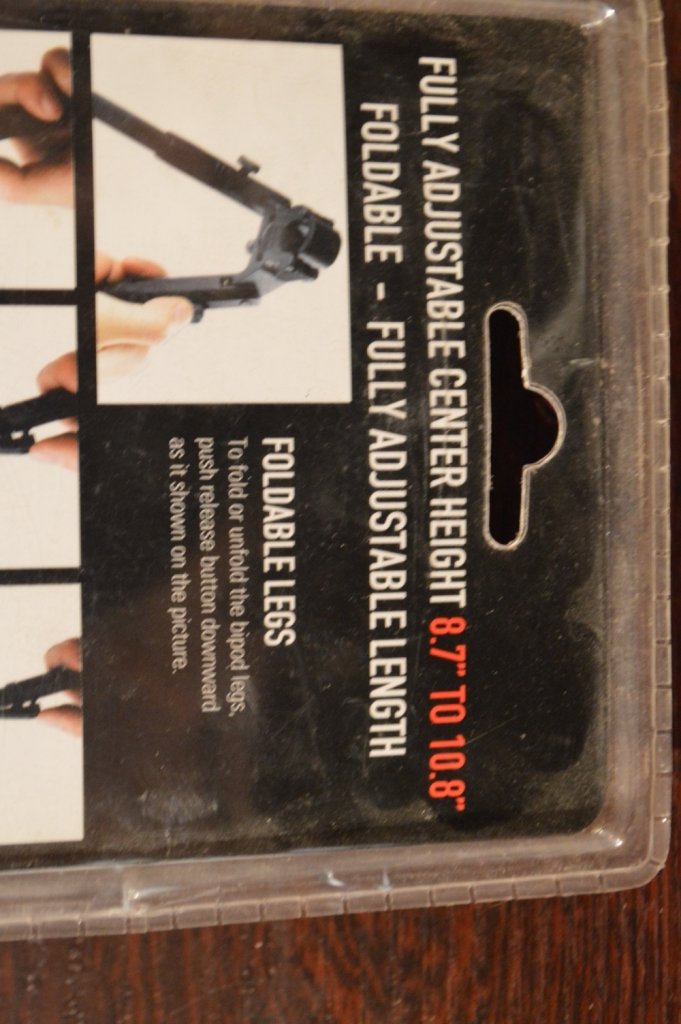 FULLY ADJUSTABLE CENTER HEIGHT 8.7" TO 10.8"
FOLDABLE - FULLY ADJUSTABLE LENGTH
FOLDABLE LEGS
To fold or unfold the bipod legs,
push release button downward
as it shown on the picture.